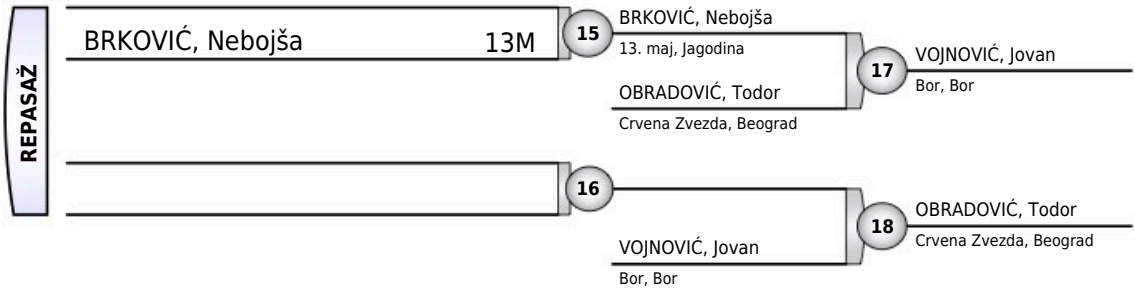 REPASAŽ
BRKOVIĆ, Nebojša 13M
15
BRKOVIĆ, Nebojša
13. maj, Jagodina
OBRADOVIĆ, Todor
Crvena Zvezda, Beograd
17
VOJNOVIĆ, Jovan
Bor, Bor
16
VOJNOVIĆ, Jovan
Bor, Bor
18
OBRADOVIĆ, Todor
Crvena Zvezda, Beograd